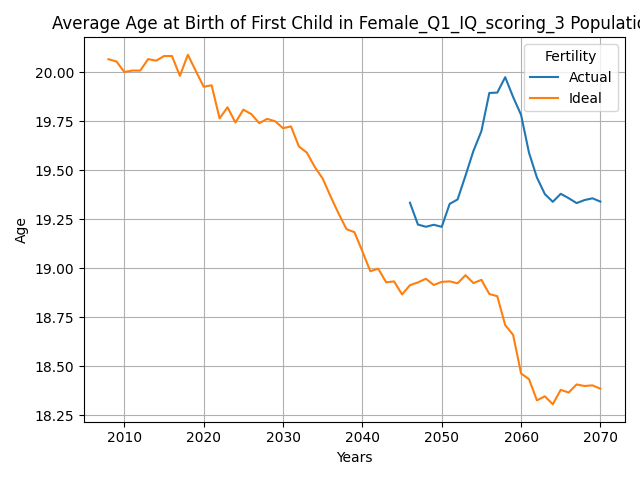 Average Age at Birth of First Child in Female_Q1_IQ_scoring_3 Populatio
Fertility
Actual
Ideal
20.00
19.75
19.50
19.25
19.00
18.75
18.50
18.25
Age
2010 2020 2030 2040 2050 2060 2070
Years